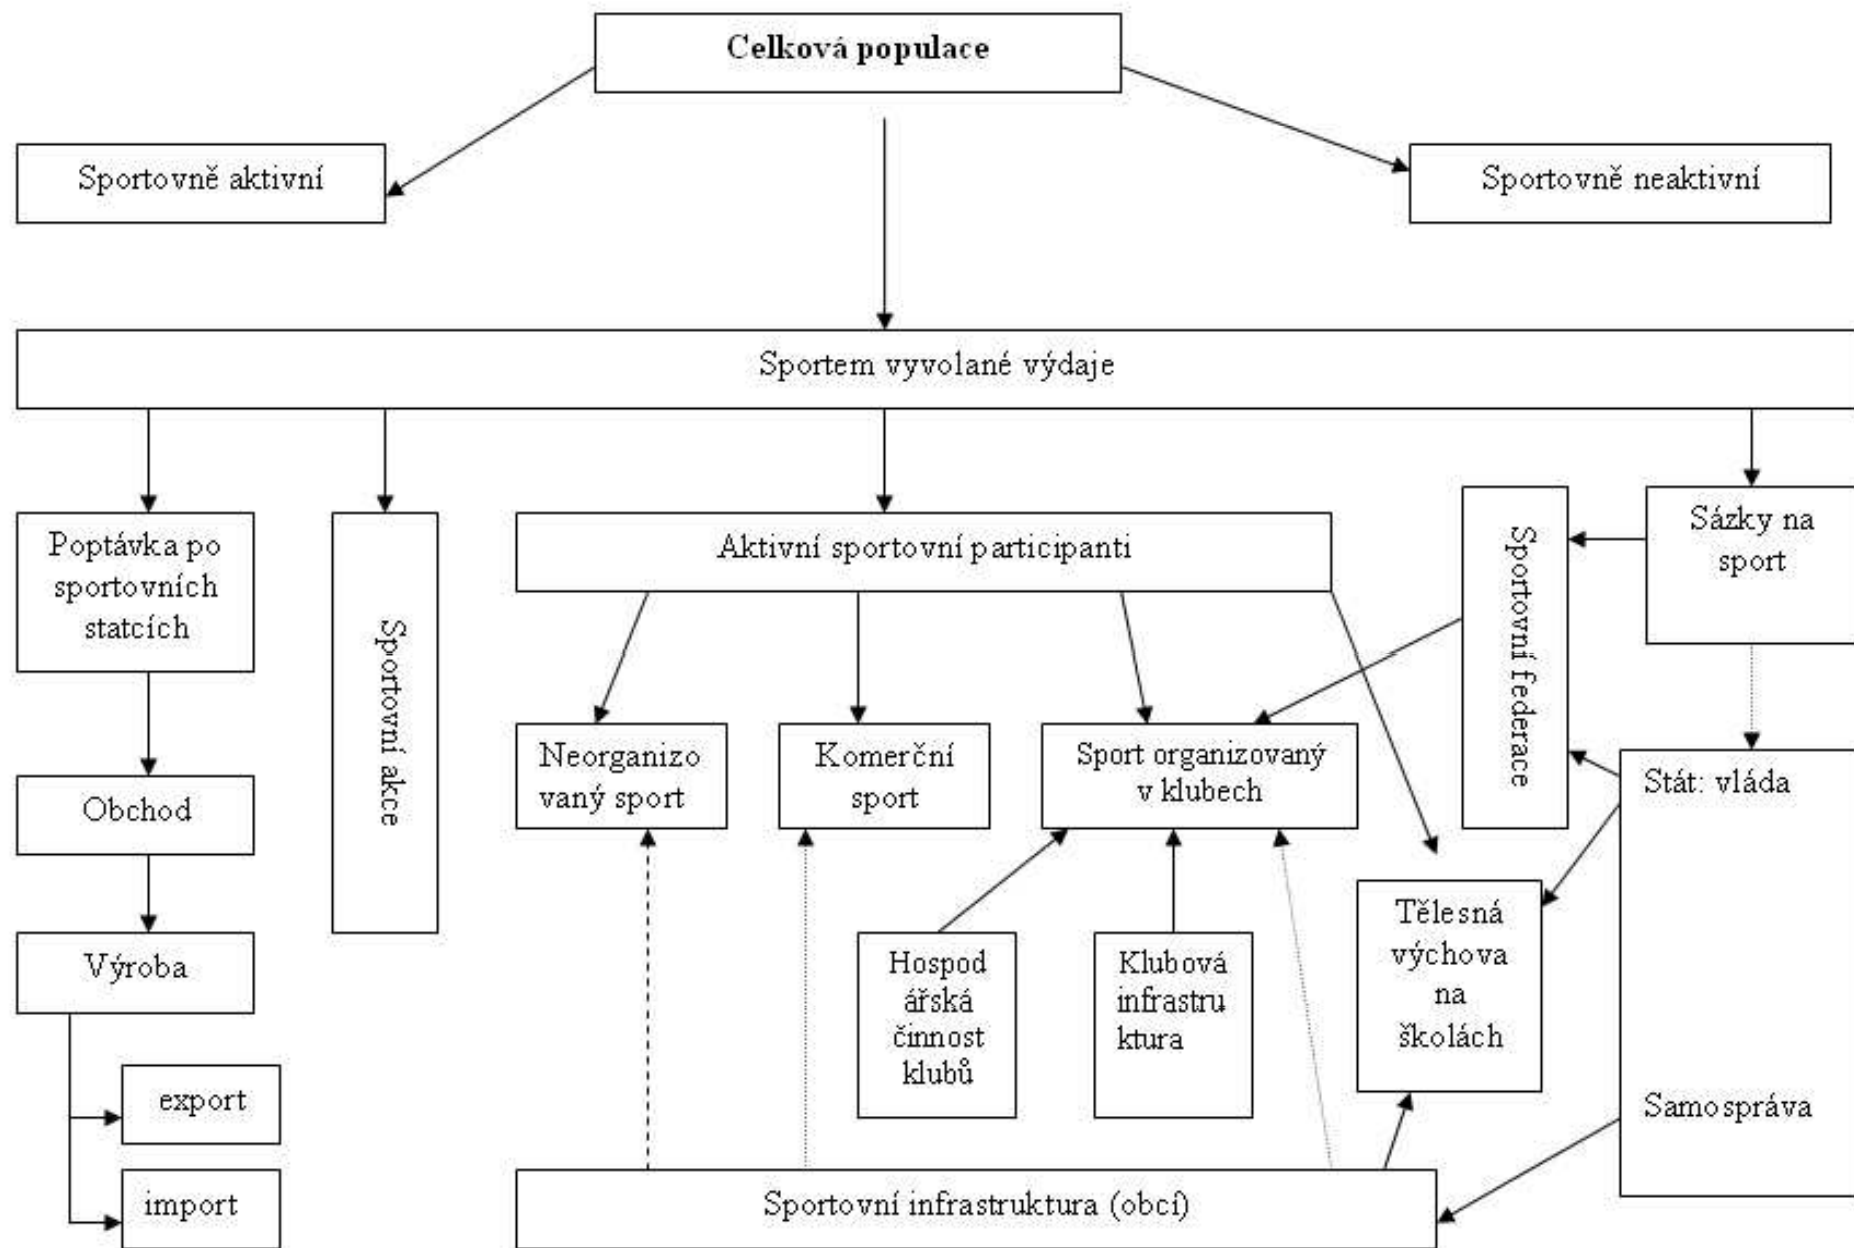 Celková populace
Sportovně aktivní
Sportovně neaktivní
Sportem vyvolané výdaje
Poptávka po
sportovních
statcích
Sportovní akce
Aktivní sportovní participanti
Sportovní federace
Sázky na
sport
Neorganizo
vaný sport
Komerční
sport
Sport organizovaný
v klubech
Stát: vláda
Obchod
Výroba
Hospod
ářská
činnost
klubů
Klubová
infrastru
ktura
Tělesná
výchova
na
školách
export
Samospráva
import
Sportovní infrastruktura (obcí)